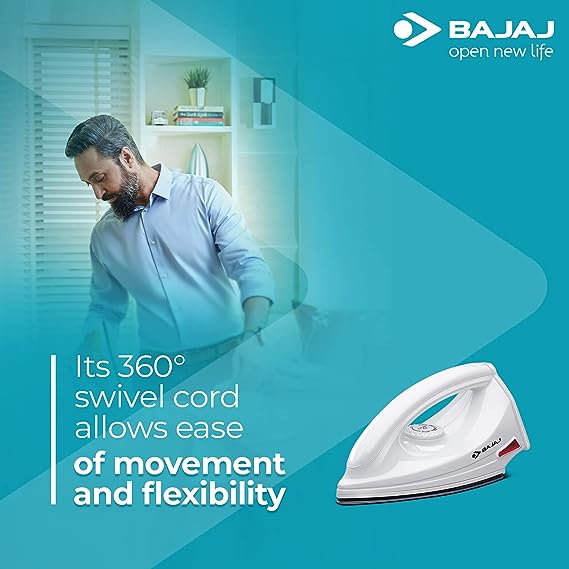 BAJAJ
open new life
Its 360°
swivel cord
allows ease
of movement
and flexibility
BAJAJ